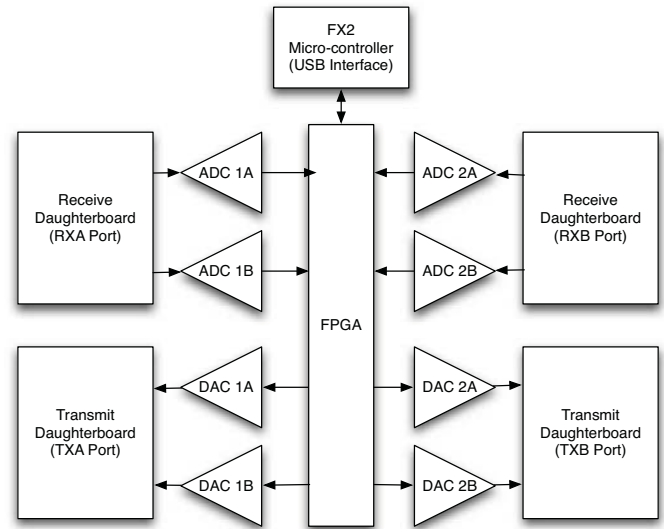 FX2
Micro-controller
(USB Interface)
ADC 1A
ADC 2A
Receive
Daughterboard
(RXA Port)
Receive
Daughterboard
(RXB Port)
ADC 1B
ADC 2B
FPGA
DAC 1A
DAC 2A
Transmit
Daughterboard
(TXA Port)
Transmit
Daughterboard
(TXB Port)
DAC 1B
DAC 2B